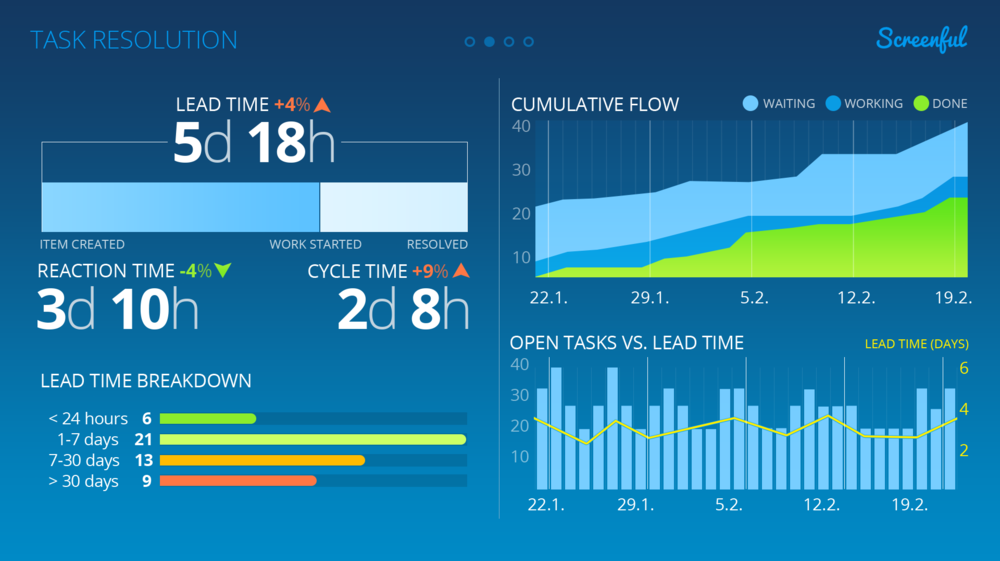 TASK RESOLUTION
Screenful
LEAD TIME +4%
5d 18h
ITEM CREATED WORK STARTED RESOLVED
REACTION TIME -4%
3d 10h
CYCLE TIME +9%
2d 8h
LEAD TIME BREAKDOWN
< 24 hours 6
1-7 days 21
7-30 days 13
> 30 days 9
CUMULATIVE FLOW WAITING WORKING DONE
40
30
20
10
22.1. 29.1. 5.2. 12.2. 19.2.
OPEN TASKS VS. LEAD TIME LEAD TIME (DAYS)
40 6
30
4
20
2
10
22.1. 29.1. 5.2. 12.2. 19.2.